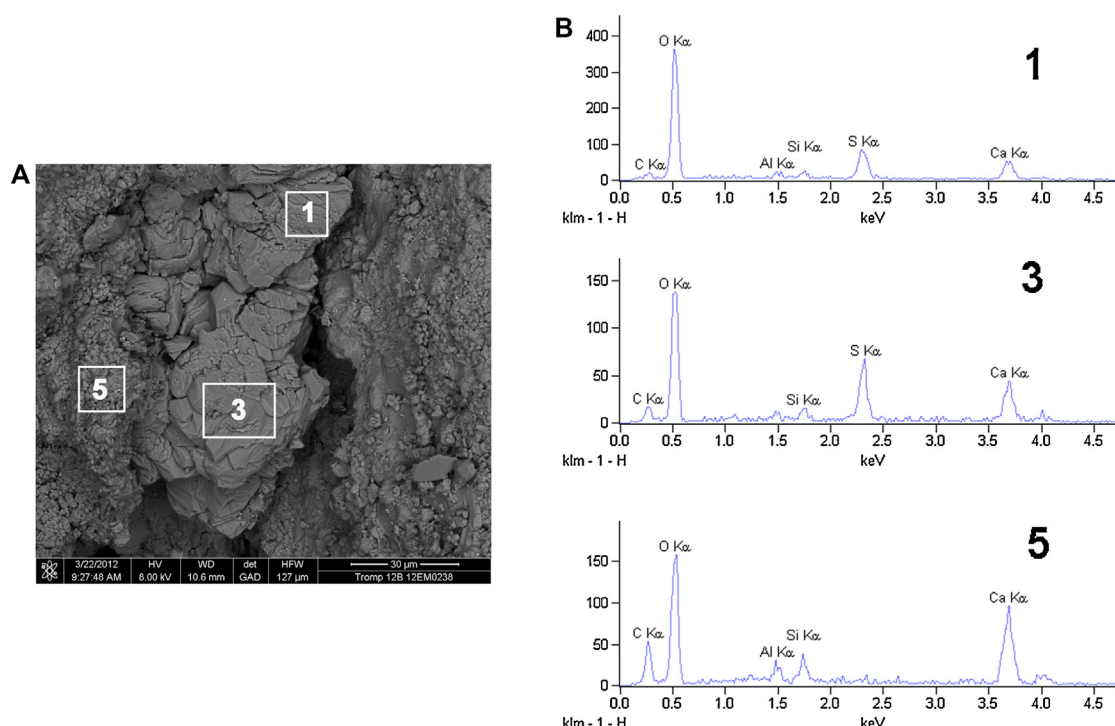 A
1
5
3
3/22/2012 HV WD det HFW 30 µm
9:27:48 AM 8.00 kV 10.6 mm GAD 127 µm Tromp 12B 12EM0238
B
1
400
300
200
100
0
O Kα
C Kα
Al Kα
Si Kα
S Kα
Ca Kα
0.0 0.5 1.0 1.5 2.0 2.5 3.0 3.5 4.0 4.5
klm - 1 - H keV
3
150
100
50
0
O Kα
C Kα
Si Kα
S Kα
Ca Kα
0.0 0.5 1.0 1.5 2.0 2.5 3.0 3.5 4.0 4.5
klm - 1 - H keV
5
150
100
50
0
O Kα
C Kα
Al Kα
Si Kα
Ca Kα
0.0 0.5 1.0 1.5 2.0 2.5 3.0 3.5 4.0 4.5
klm - 1 - H keV